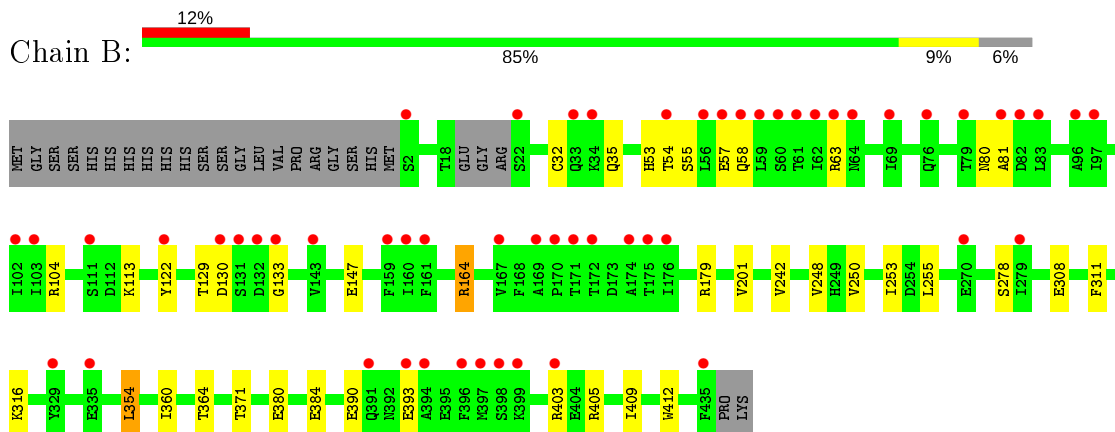 12%
Chain B:
85% 9% 6%
MET GLY SER SER HIS HIS HIS HIS HIS HIS SER SER GLY LEU VAL PRO ARG GLY SER HIS MET S2 T18 GLU GLY ARG S22 C32 Q33 K34 Q35 H53 T54 S55 L56 E57 Q58 L59 S60 T61 I62 R63 N64 I69 Q76 T79 N80 A81 D82 L83 A96 I97
I102 I103 R104 S111 D112 K113 Y122 T129 D130 S131 D132 G133 V143 E147 F159 I160 F161 R164 V167 F168 A169 P170 T171 T172 D173 A174 T175 I176 R179 V201 V242 V248 H249 V250 I253 D254 L255 E270 S278 I279 E308 F311
K316 Y329 E335 L354 I360 T364 T371 E380 E384 E390 Q391 N392 E393 A394 E395 F396 M397 S398 K399 R403 E404 R405 I409 W412 F435 PRO LYS